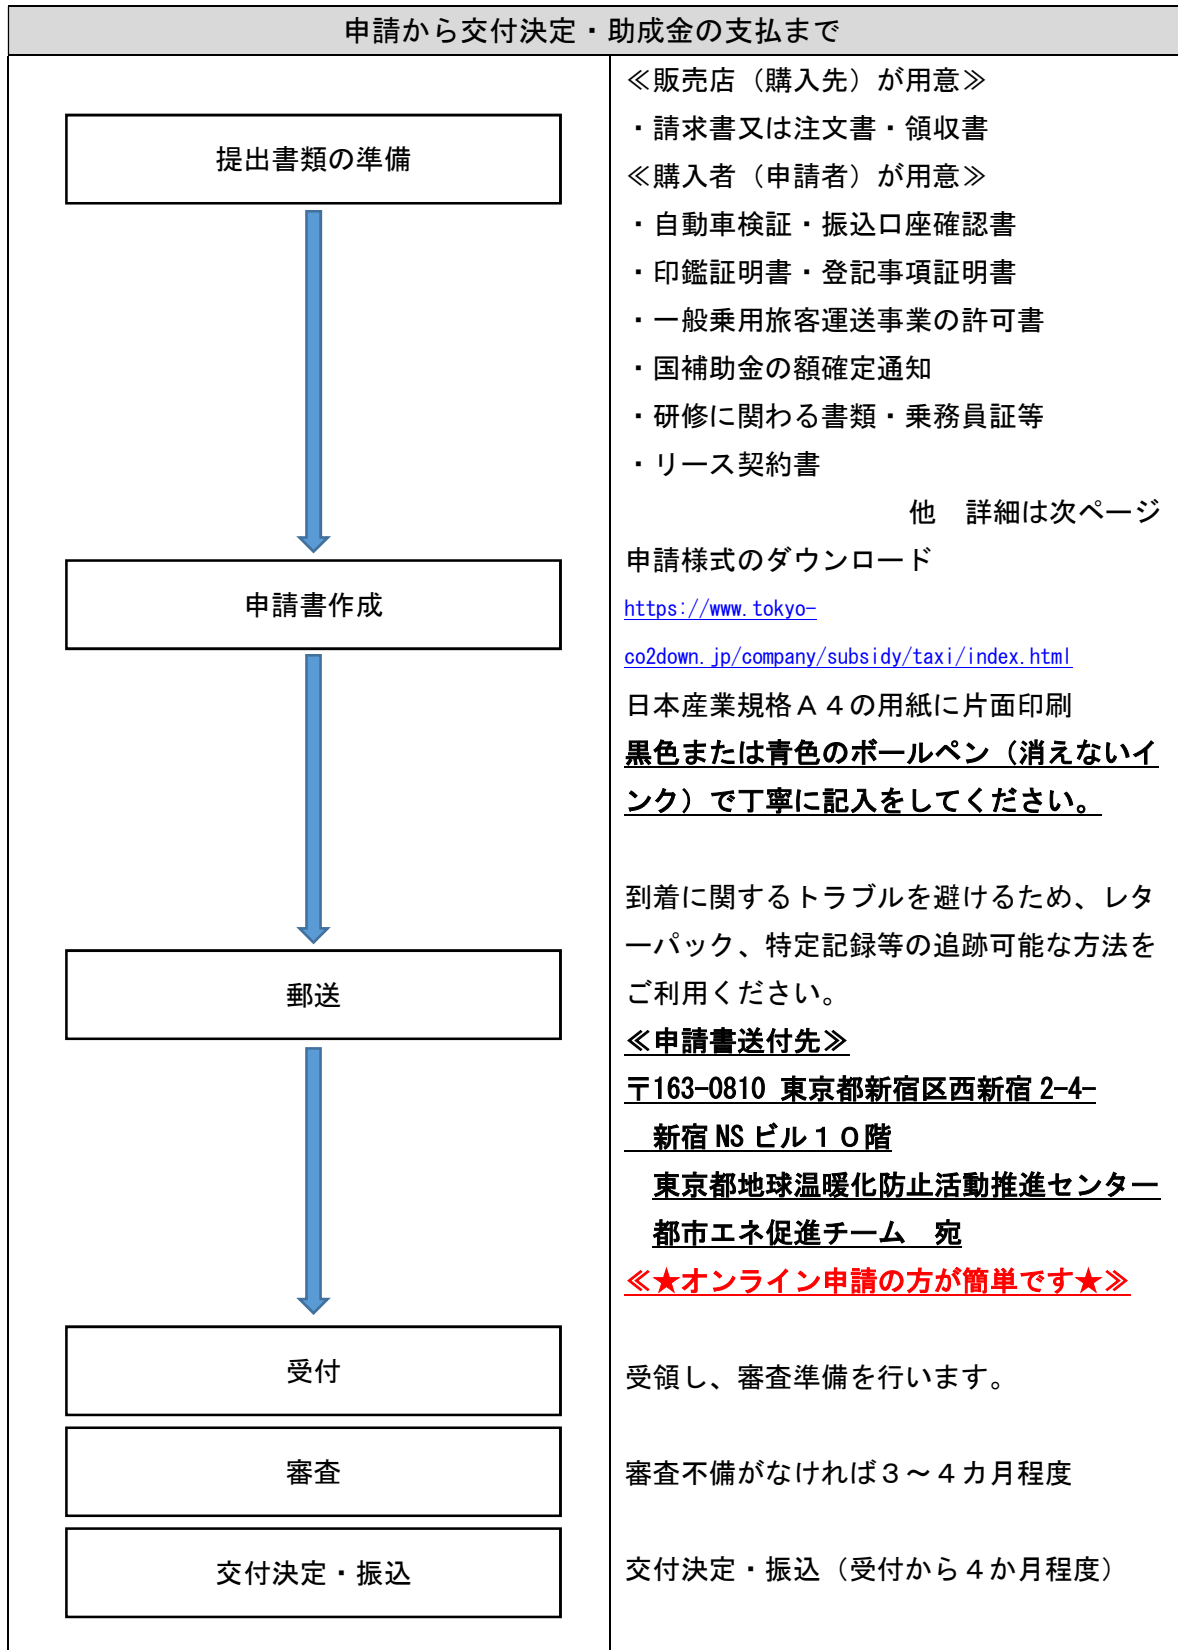 申請から交付決定・助成金の支払まで
提出書類の準備
≪販売店（購入先）が用意≫
・請求書又は注文書・領収書
≪購入者（申請者）が用意≫
・自動車検証・振込口座確認書
・印鑑証明書・登記事項証明書
・一般乗用旅客運送事業の許可書
・国補助金の額確定通知
・研修に関わる書類・乗務員証等
・リース契約書
他　詳細は次ページ
申請書作成
申請様式のダウンロード
https://www.tokyo-
co2down.jp/company/subsidy/taxi/index.html
日本産業規格Ａ４の用紙に片面印刷
黒色または青色のボールペン（消えないイ
ンク）で丁寧に記入をしてください。
郵送
到着に関するトラブルを避けるため、レタ
ーパック、特定記録等の追跡可能な方法を
ご利用ください。
≪申請書送付先≫
〒163-0810 東京都新宿区西新宿 2-4-
新宿 NS ビル１０階
東京都地球温暖化防止活動推進センター
都市エネ促進チーム　宛
≪★オンライン申請の方が簡単です★≫
受付
受領し、審査準備を行います。
審査
審査不備がなければ３～４カ月程度
交付決定・振込
交付決定・振込（受付から４か月程度）